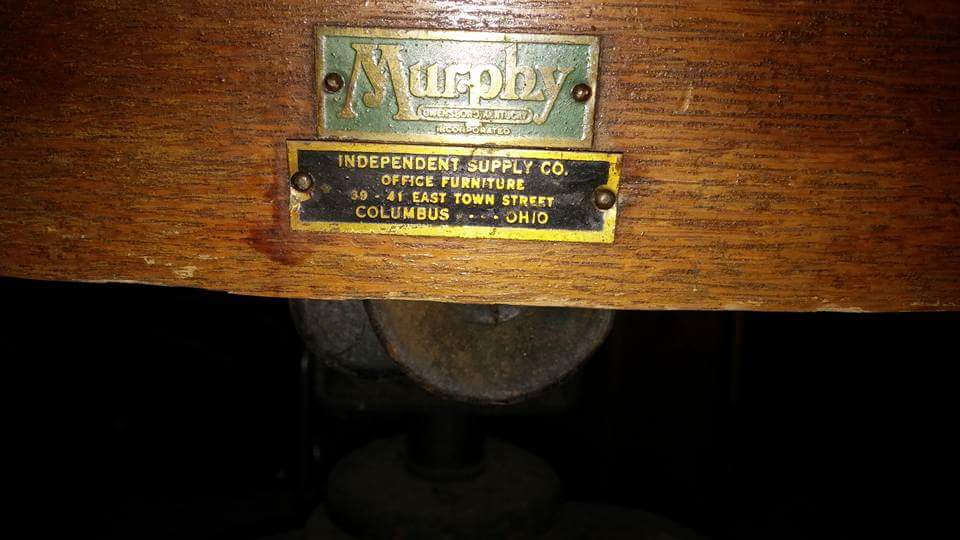 Murphy
OWENSBORO, KENTUCKY
INCORPORATED
INDEPENDENT SUPPLY CO.
OFFICE FURNITURE
39 - 41 EAST TOWN STREET
COLUMBUS - - - OHIO